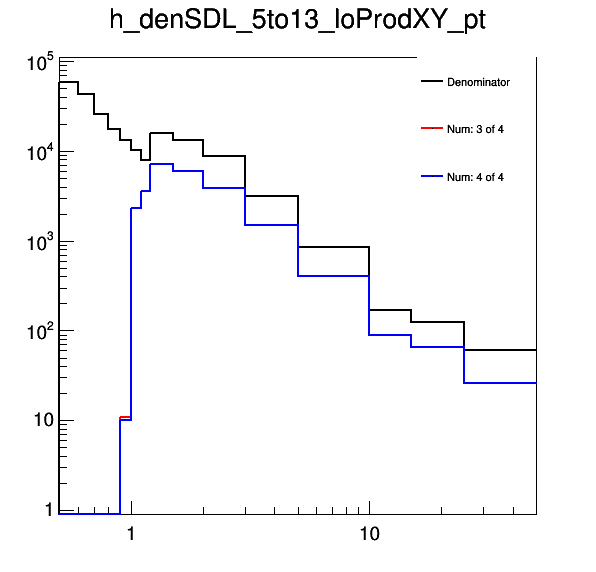 h_denSDL_5to13_loProdXY_pt
10^5
Denominator
Num: 3 of 4
10^4
Num: 4 of 4
10^3
10^2
10
1
1
10